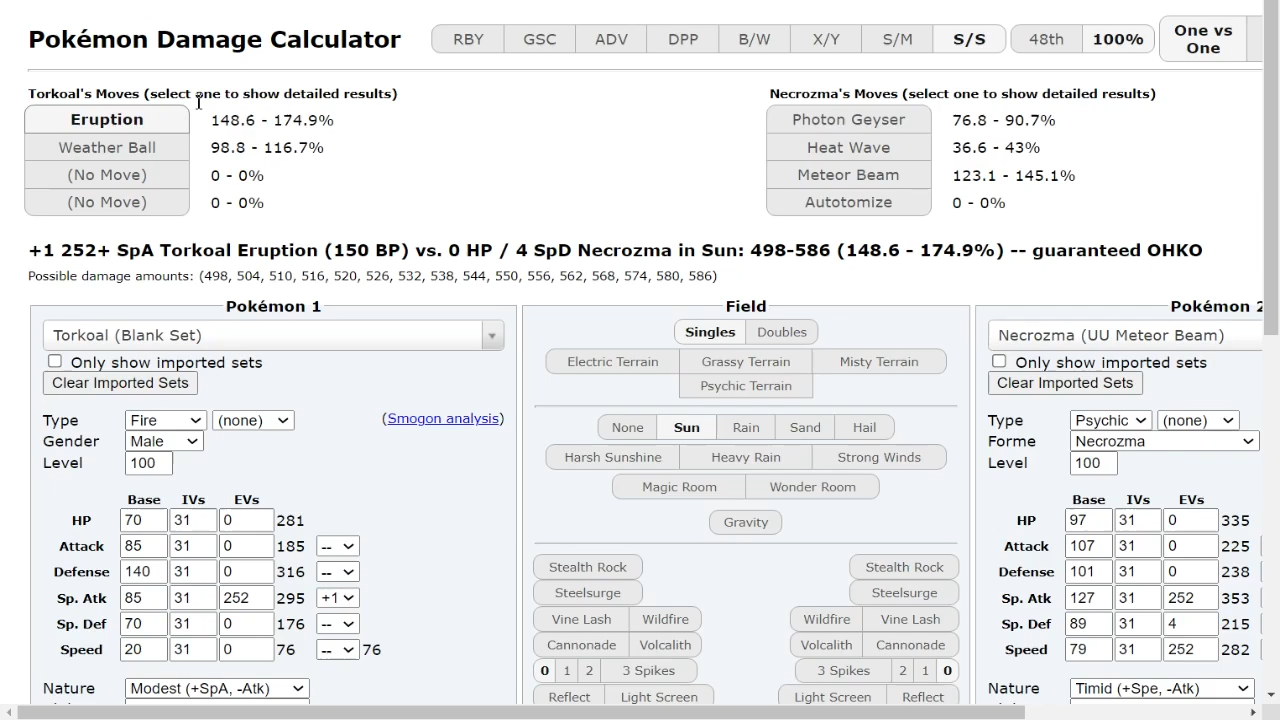 Pokémon Damage Calculator
RBY GSC ADV DPP B/W X/Y S/M S/S 48th 100% One vs One
Torkoal's Moves (select one to show detailed results)
Eruption 148.6 - 174.9%
Weather Ball 98.8 - 116.7%
(No Move) 0 - 0%
(No Move) 0 - 0%
Necrozma's Moves (select one to show detailed results)
Photon Geyser 76.8 - 90.7%
Heat Wave 36.6 - 43%
Meteor Beam 123.1 - 145.1%
Autotomize 0 - 0%
+1 252+ SpA Torkoal Eruption (150 BP) vs. 0 HP / 4 SpD Necrozma in Sun: 498-586 (148.6 - 174.9%) -- guaranteed OHKO
Possible damage amounts: (498, 504, 510, 516, 520, 526, 532, 538, 544, 550, 556, 562, 568, 574, 580, 586)
Pokémon 1
Torkoal (Blank Set)
Only show imported sets
Clear Imported Sets
Type Fire (none) (Smogon analysis)
Gender Male
Level 100
Base IVs EVs
HP 70 31 0 281
Attack 85 31 0 185 --
Defense 140 31 0 316 --
Sp. Atk 85 31 252 295 +1
Sp. Def 70 31 0 176 --
Speed 20 31 0 76 -- 76
Nature Modest (+SpA, -Atk)
Field
Singles Doubles
Electric Terrain Grassy Terrain Misty Terrain
Psychic Terrain
None Sun Rain Sand Hail
Harsh Sunshine Heavy Rain Strong Winds
Magic Room Wonder Room
Gravity
Stealth Rock Stealth Rock
Steelsurge Steelsurge
Vine Lash Wildfire Wildfire Vine Lash
Cannonade Volcalith Volcalith Cannonade
0 1 2 3 Spikes 3 Spikes 2 1 0
Reflect Light Screen Light Screen Reflect
Pokémon 2
Necrozma (UU Meteor Beam)
Only show imported sets
Clear Imported Sets
Type Psychic (none)
Forme Necrozma
Level 100
Base IVs EVs
HP 97 31 0 335
Attack 107 31 0 225
Defense 101 31 0 238
Sp. Atk 127 31 252 353
Sp. Def 89 31 4 215
Speed 79 31 252 282
Nature Timid (+Spe, -Atk)